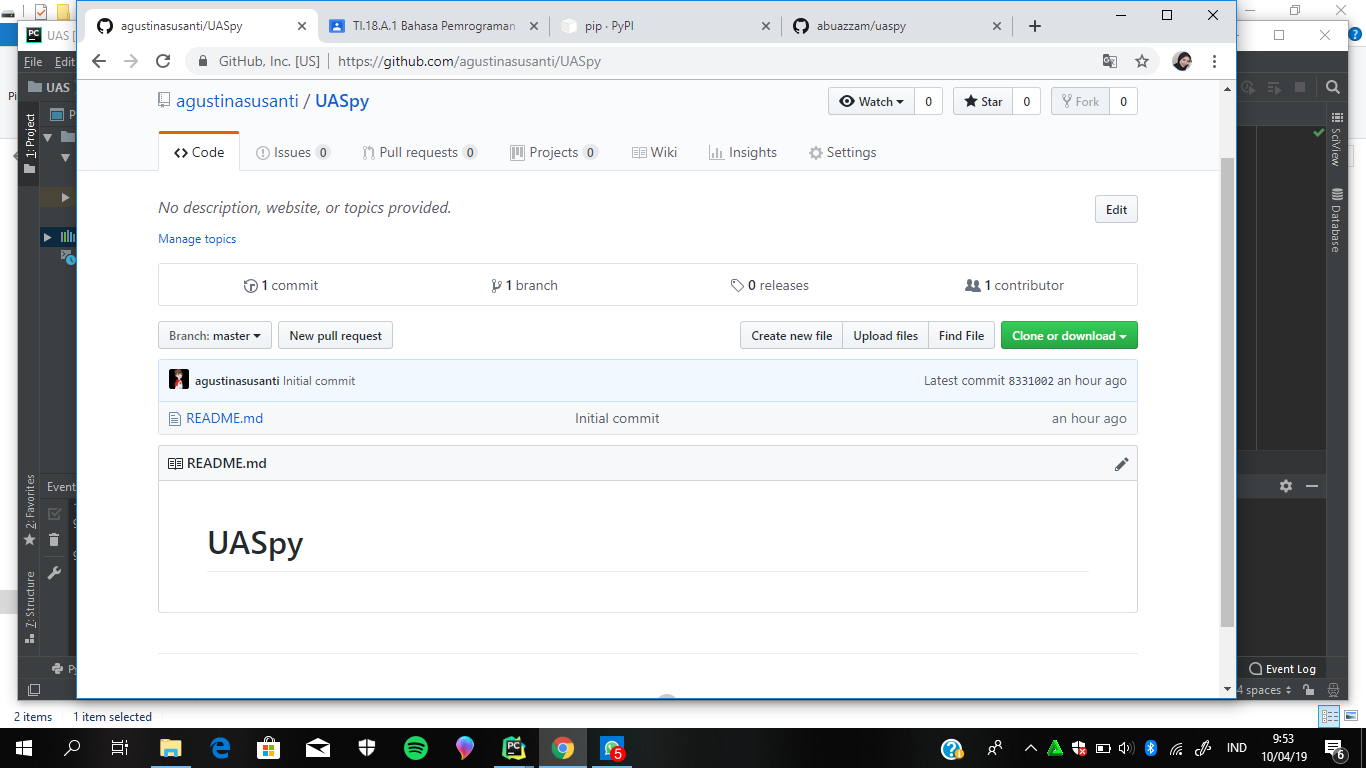 agustinasusanti/UASpy
TI.18.A.1 Bahasa Pemrograman
pip · PyPI
abuazzam/uaspy
UAS [
GitHub, Inc. [US] | https://github.com/agustinasusanti/UASpy
File Edit
UAS
agustinasusanti / UASpy
Watch 0
Star 0
Fork 0
1: Project
Code
Issues 0
Pull requests 0
Projects 0
Wiki
Insights
Settings
SciView
Database
No description, website, or topics provided.
Edit
Manage topics
1 commit
1 branch
0 releases
1 contributor
Branch: master
New pull request
Create new file
Upload files
Find File
Clone or download
agustinasusanti Initial commit
Latest commit 8331002 an hour ago
README.md
Initial commit
an hour ago
README.md
2: Favorites
Event
UASpy
7: Structure
Event Log
4 spaces
2 items
1 item selected
5
IND
9:53
10/04/19
6